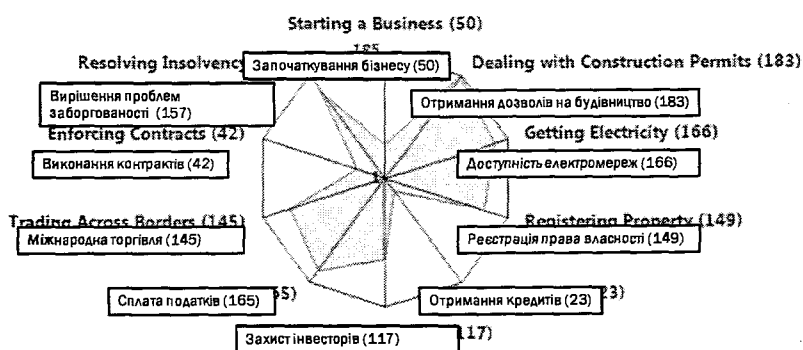 Starting a Business (50)
185
Resolving Insolvency
Започаткування бізнесу (50)
Dealing with Construction Permits (183)
Вирішення проблем
заборгованості (157)
Отримання дозволів на будівництво (183)
Enforcing Contracts (42)
Getting Electricity (166)
Виконання контрактів (42)
Доступність електромереж (166)
Trading Across Borders (145)
Registering Property (149)
Міжнародна торгівля (145)
Реєстрація права власності (149)
Сплата податків (165)
Отримання кредитів (23)
Захист інвесторів (117)